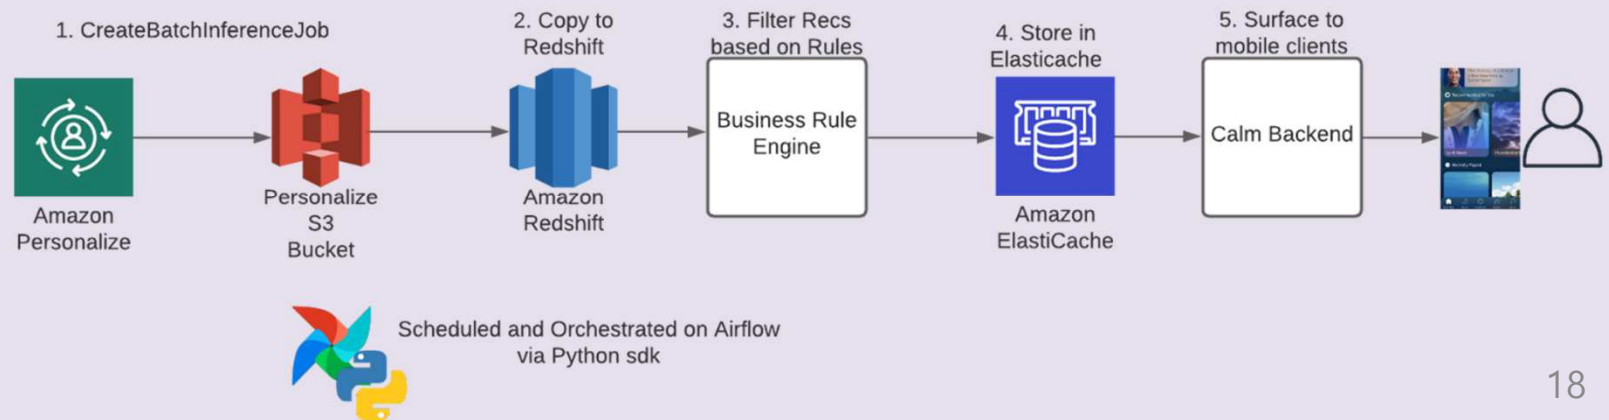 1. CreateBatchInferenceJob
2. Copy to
Redshift
3. Filter Recs
based on Rules
4. Store in
Elasticache
5. Surface to
mobile clients
Amazon
Personalize
Personalize
S3
Bucket
Amazon
Redshift
Business Rule
Engine
Amazon
ElastiCache
Calm Backend
Scheduled and Orchestrated on Airflow
via Python sdk
18